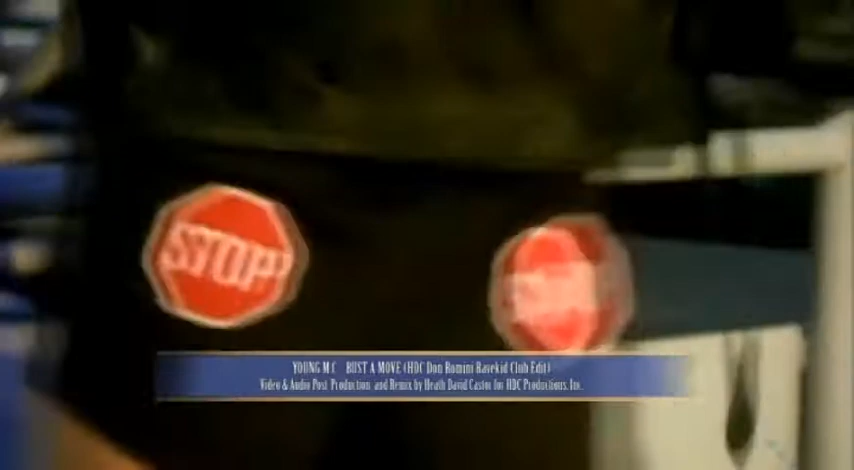 STOP
YOUNG M.C. BUST A MOVE (HDC Don Romini Ravekid Club Edit)
Video & Audio Post Production and Remix by Heath David Castor for HDC Productions, Inc.